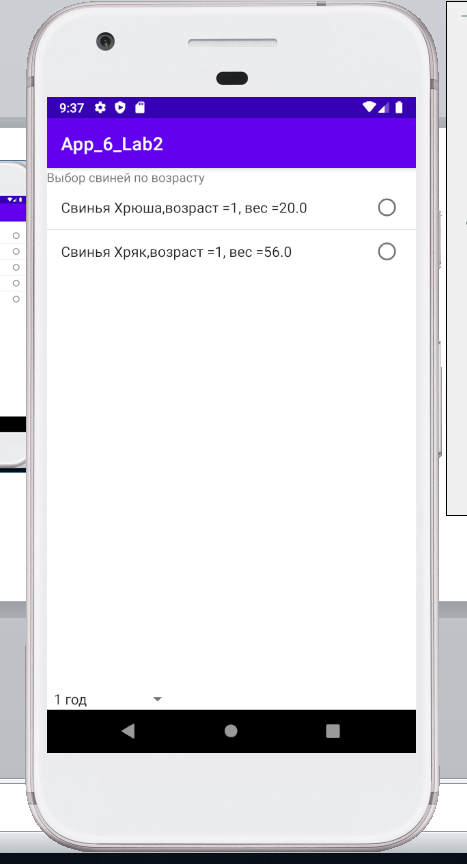 9:37
App_6_Lab2
Выбор свиней по возрасту
Свинья Хрюша,возраст =1, вес =20.0
Свинья Хряк,возраст =1, вес =56.0
1 год